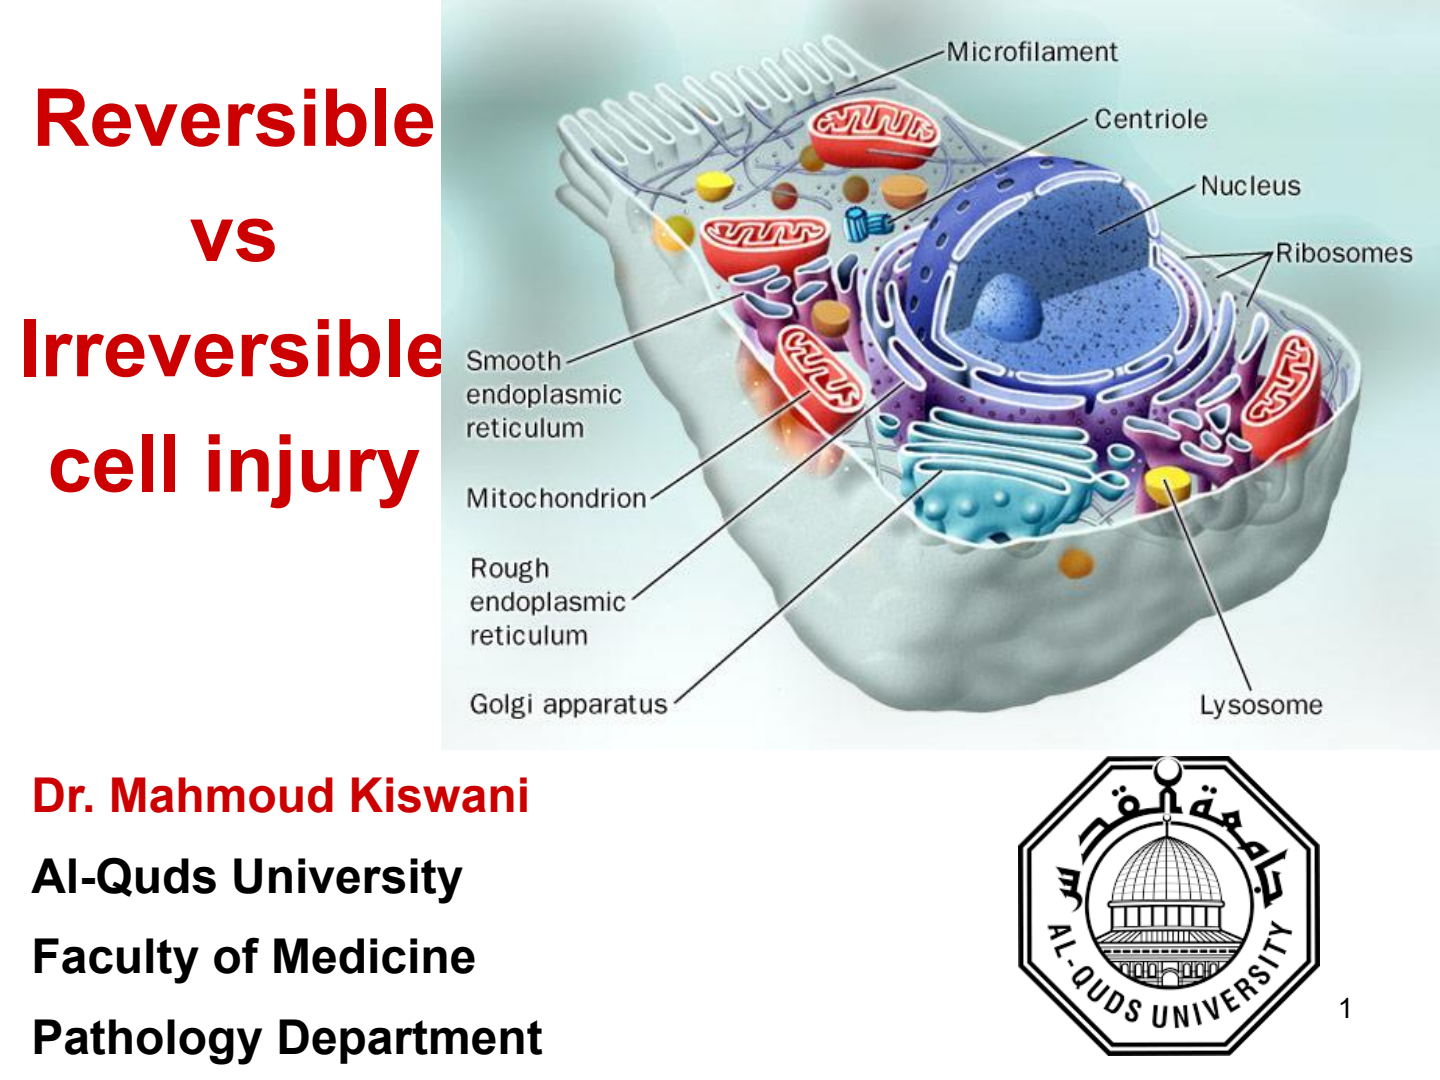 Reversible
vs
Irreversible
cell injury
Microfilament
Centriole
Nucleus
Ribosomes
Smooth
endoplasmic
reticulum
Mitochondrion
Rough
endoplasmic
reticulum
Golgi apparatus
Lysosome
Dr. Mahmoud Kiswani
Al-Quds University
Faculty of Medicine
Pathology Department
جامعة القدس
AL-QUDS UNIVERSITY
1